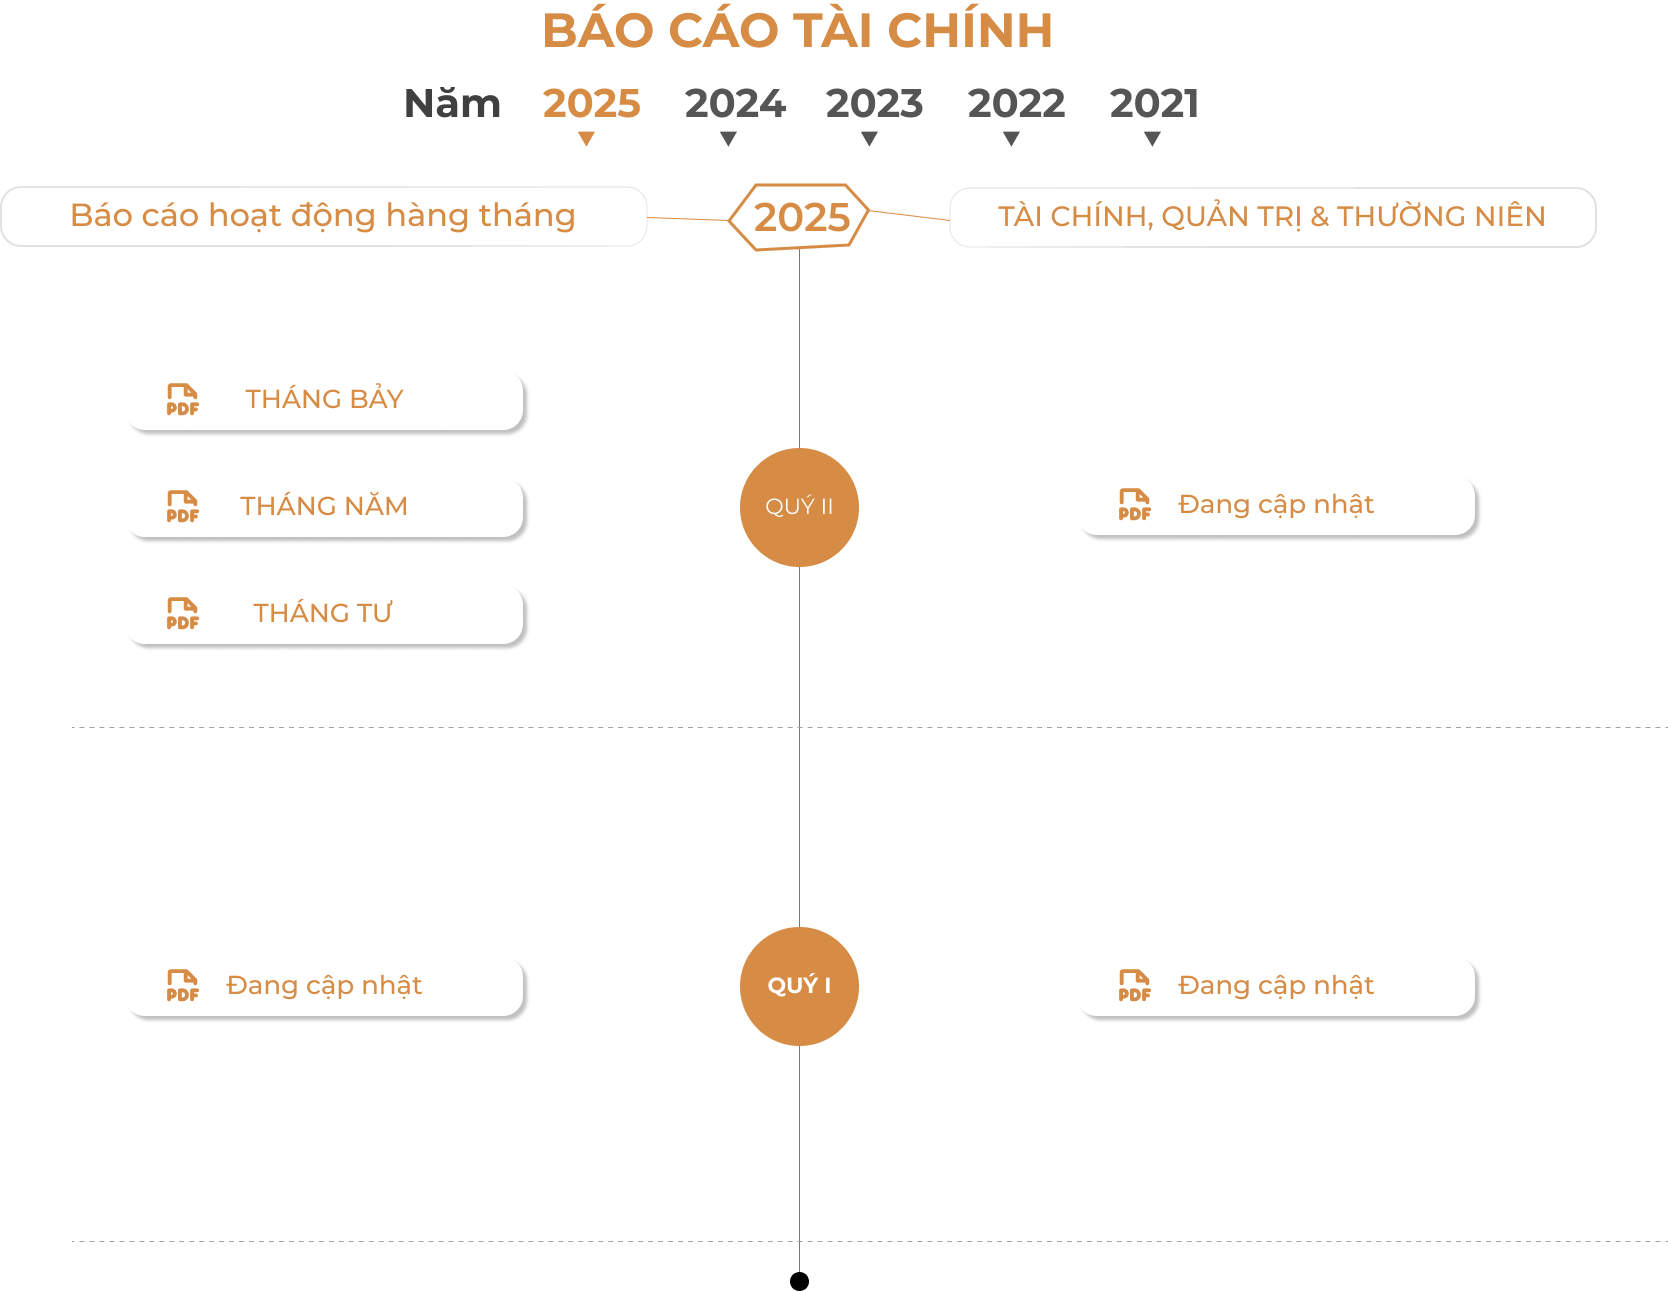 BÁO CÁO TÀI CHÍNH
Năm 2025 2024 2023 2022 2021
Báo cáo hoạt động hàng tháng
2025
TÀI CHÍNH, QUẢN TRỊ & THƯỜNG NIÊN
PDF THÁNG BẢY
PDF THÁNG NĂM
PDF THÁNG TƯ
QUÝ II
PDF Đang cập nhật
PDF Đang cập nhật
QUÝ I
PDF Đang cập nhật